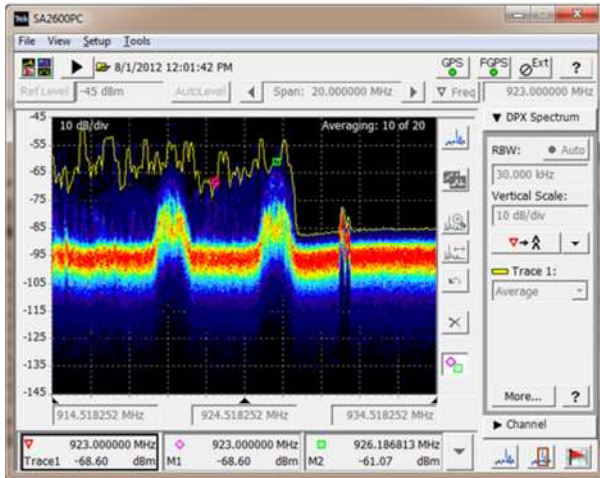 Tek SA2600PC
File View Setup Tools
8/1/2012 12:01:42 PM
GPS FGPS Ext ?
Ref Level -45 dBm AutoLevel Span: 20.000000 MHz Freq 923.000000 MHz
-45
10 dB/div
Averaging: 10 of 20
-55
-65
-75
-85
-95
-105
-115
-125
-135
-145
914.518252 MHz 924.518252 MHz 934.518252 MHz
DPX Spectrum
RBW: Auto
30.000 kHz
Vertical Scale:
10 dB/div
Trace 1:
Average
More... ?
Channel
923.000000 MHz 923.000000 MHz 926.186813 MHz
Trace1 -68.60 dBm M1 -68.60 dBm M2 -61.07 dBm